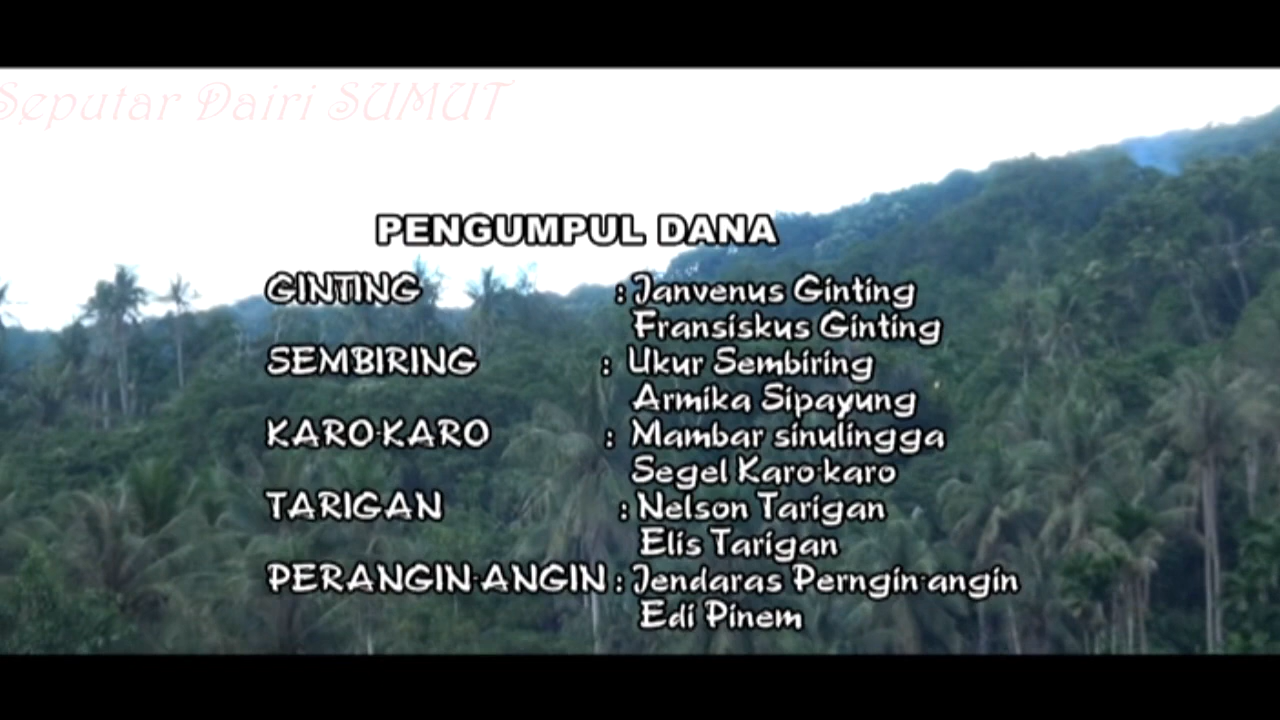 Seputar Dairi SUMUT
PENGUMPUL DANA
GINTING : Janvenus Ginting
Fransiskus Ginting
SEMBIRING : Ukur Sembiring
Armika Sipayung
KARO-KARO : Mambar sinulingga
Segel Karo-karo
TARIGAN : Nelson Tarigan
Elis Tarigan
PERANGIN-ANGIN : Jendaras Perngin-angin
Edi Pinem